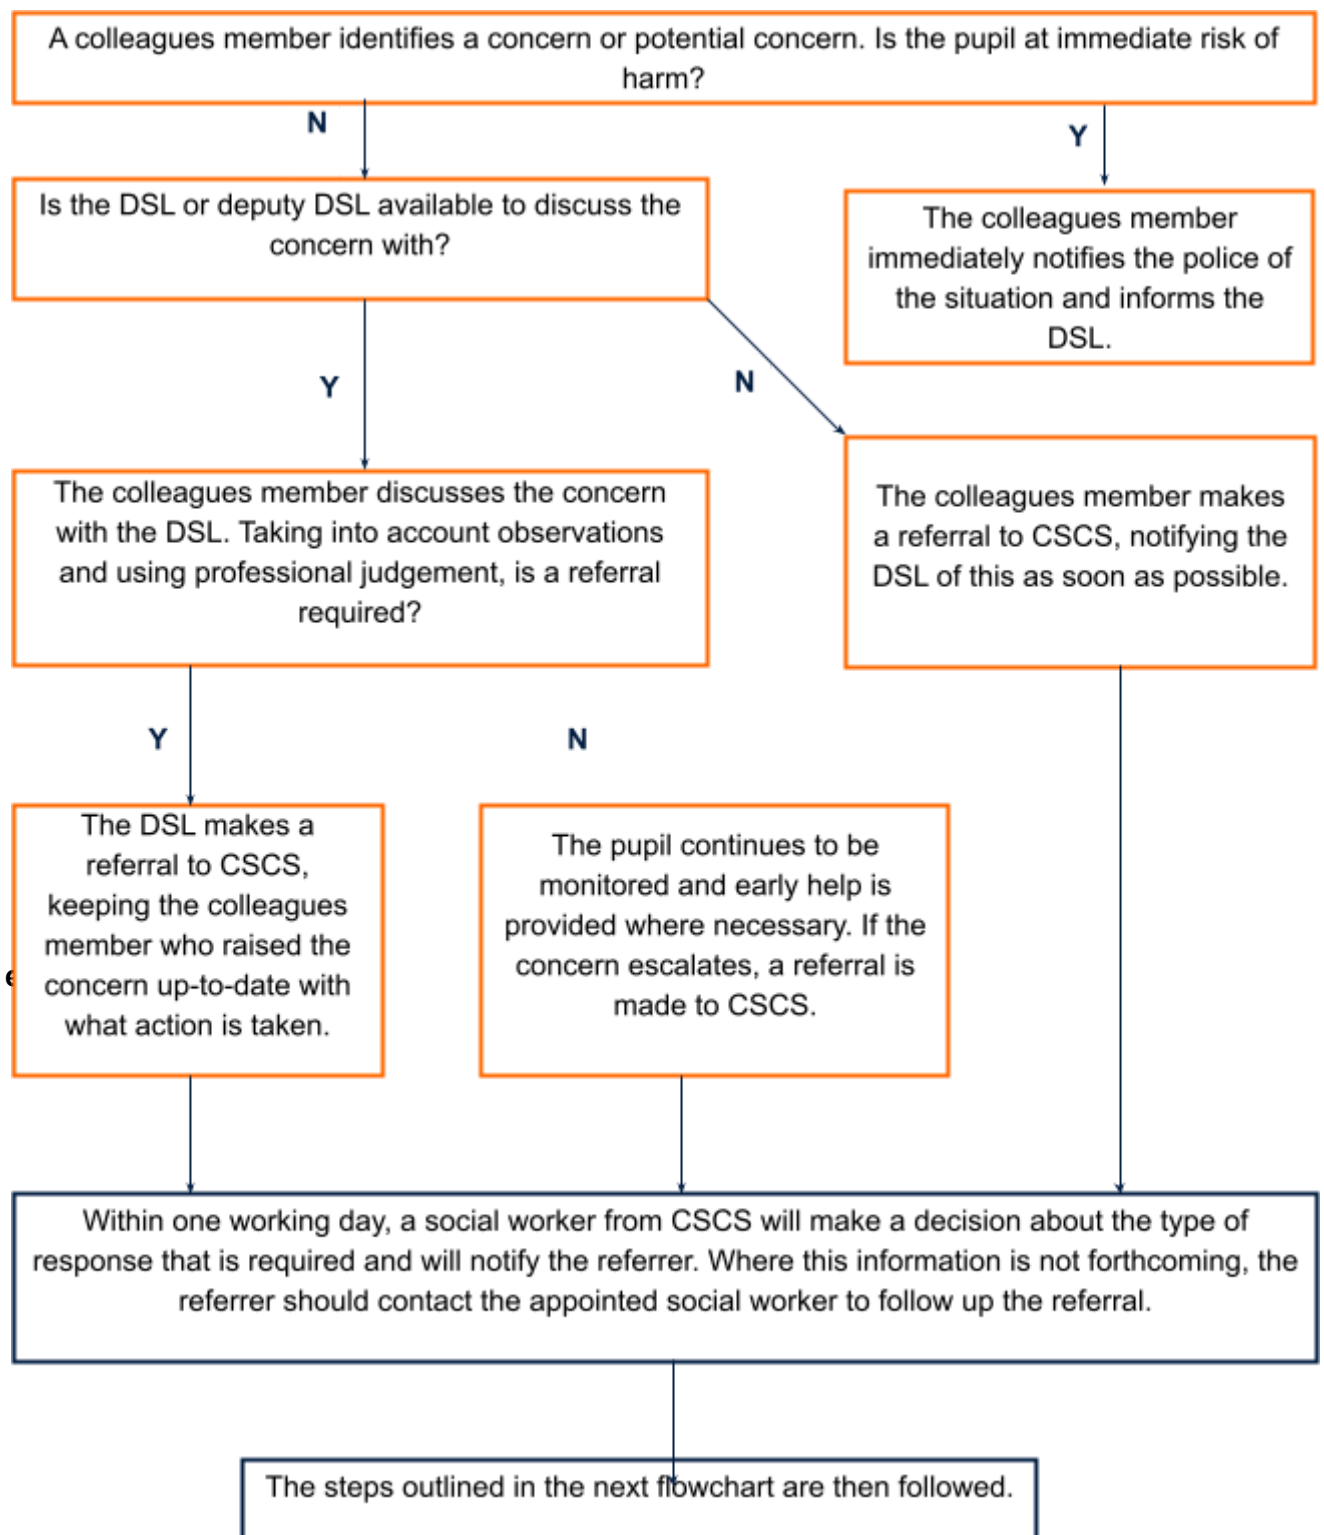 A colleagues member identifies a concern or potential concern. Is the pupil at immediate risk of
harm?
N
Y
Is the DSL or deputy DSL available to discuss the
concern with?
The colleagues member
immediately notifies the police of
the situation and informs the
DSL.
Y
N
The colleagues member discusses the concern
with the DSL. Taking into account observations
and using professional judgement, is a referral
required?
The colleagues member makes
a referral to CSCS, notifying the
DSL of this as soon as possible.
Y
N
The DSL makes a
referral to CSCS,
keeping the colleagues
member who raised the
concern up-to-date with
what action is taken.
The pupil continues to be
monitored and early help is
provided where necessary. If the
concern escalates, a referral is
made to CSCS.
Within one working day, a social worker from CSCS will make a decision about the type of
response that is required and will notify the referrer. Where this information is not forthcoming, the
referrer should contact the appointed social worker to follow up the referral.
The steps outlined in the next flowchart are then followed.